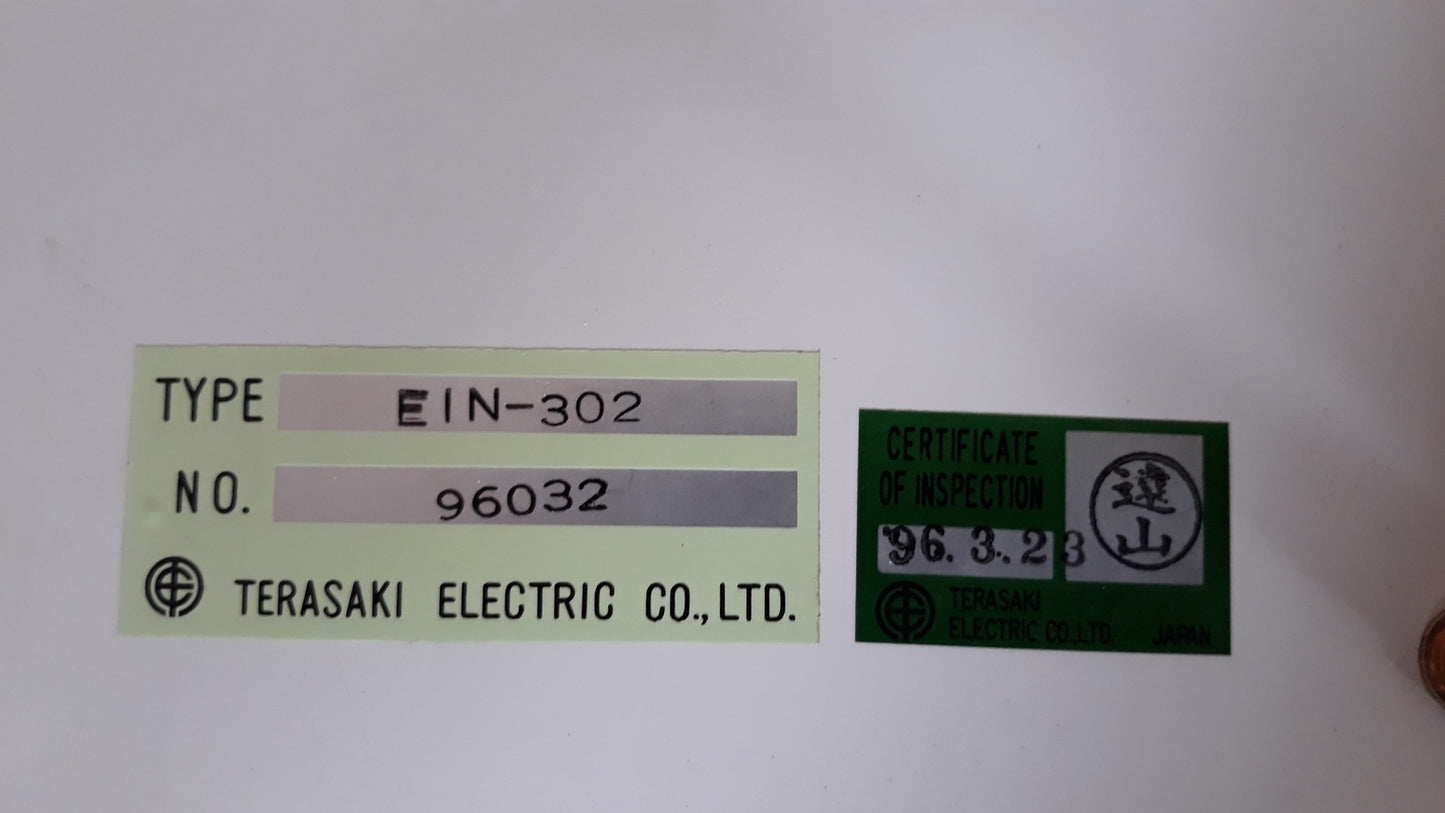 TYPE EIN-302
NO. 96032
TERASAKI ELECTRIC CO.,LTD.
CERTIFICATE
OF INSPECTION
'96.3.23
山
TERASAKI
ELECTRIC CO.,LTD. JAPAN